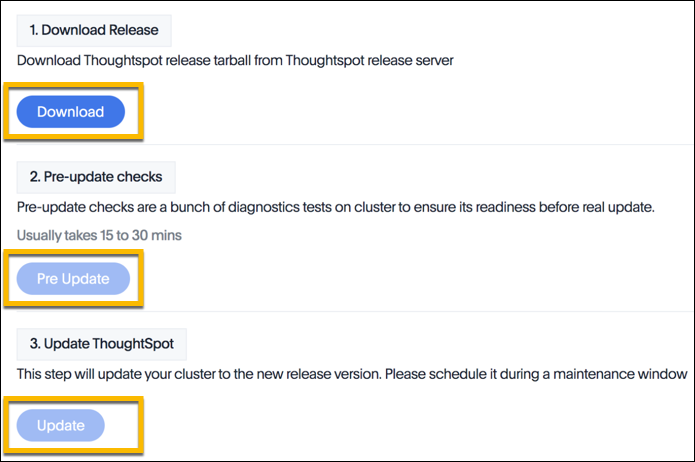 1. Download Release
Download Thoughtspot release tarball from Thoughtspot release server
Download
2. Pre-update checks
Pre-update checks are a bunch of diagnostics tests on cluster to ensure its readiness before real update.
Usually takes 15 to 30 mins
Pre Update
3. Update ThoughtSpot
This step will update your cluster to the new release version. Please schedule it during a maintenance window
Update